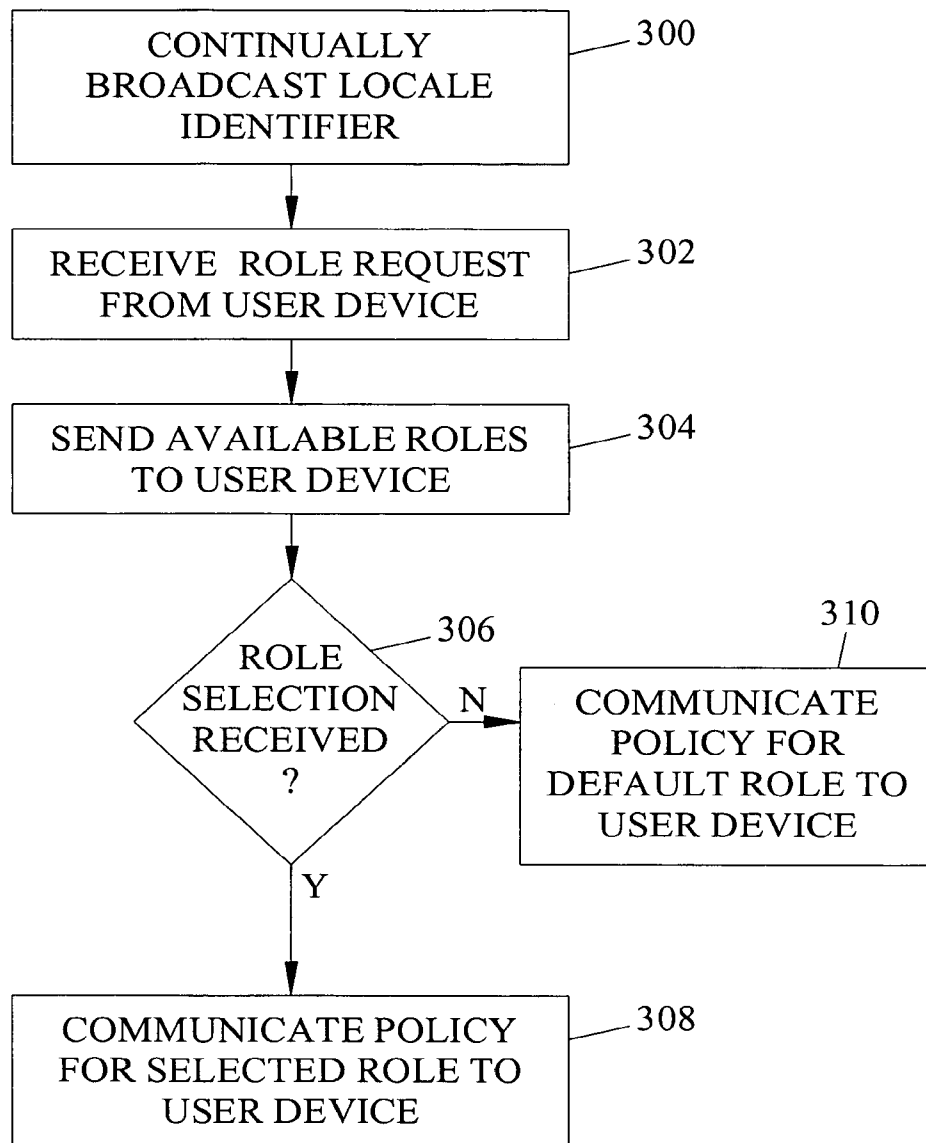 CONTINUALLY
BROADCAST LOCALE
IDENTIFIER
300
RECEIVE ROLE REQUEST
FROM USER DEVICE
302
SEND AVAILABLE ROLES
TO USER DEVICE
304
ROLE
SELECTION
RECEIVED
?
306
N
Y
310
COMMUNICATE
POLICY FOR
DEFAULT ROLE TO
USER DEVICE
COMMUNICATE POLICY
FOR SELECTED ROLE TO
USER DEVICE
308